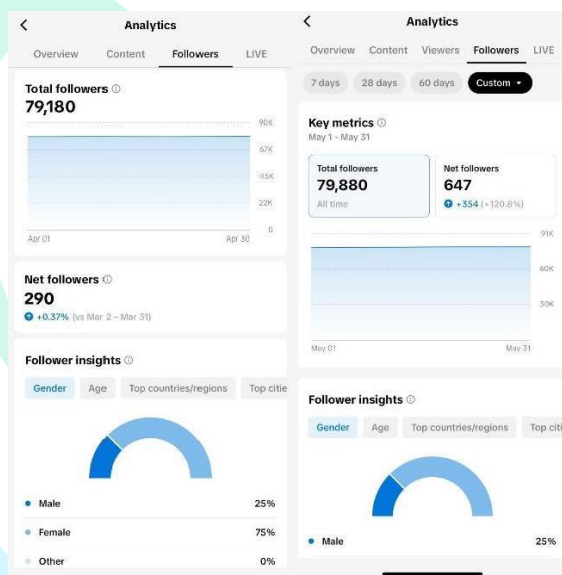 Analytics
Overview Content Followers LIVE
Total followers
79,180
90K
67K
45K
22K
0
Apr 01 Apr 30
Net followers
290
+0.37% (vs Mar 2 – Mar 31)
Follower insights
Gender Age Top countries/regions Top citie
Male 25%
Female 75%
Other 0%
Analytics
Overview Content Viewers Followers LIVE
7 days 28 days 60 days Custom
Key metrics
May 1 - May 31
Total followers
79,880
All time
Net followers
647
+354 (+120.8%)
91K
60K
30K
May 01 May 31
Follower insights
Gender Age Top countries/regions Top citi
Male 25%